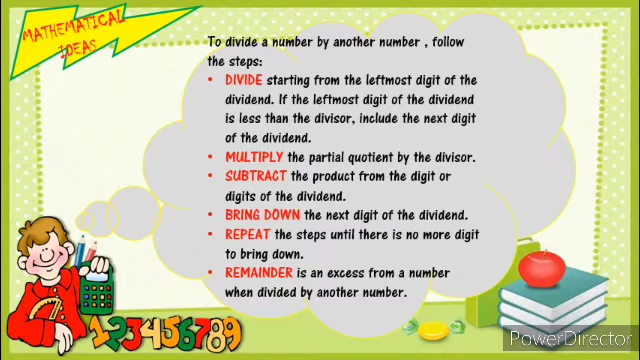 MATHEMATICAL
IDEAS
To divide a number by another number , follow
the steps:
• DIVIDE starting from the leftmost digit of the
dividend. If the leftmost digit of the dividend
is less than the divisor, include the next digit
of the dividend.
• MULTIPLY the partial quotient by the divisor.
• SUBTRACT the product from the digit or
digits of the dividend.
• BRING DOWN the next digit of the dividend.
• REPEAT the steps until there is no more digit
to bring down.
• REMAINDER is an excess from a number
when divided by another number.
123456789
PowerDirector